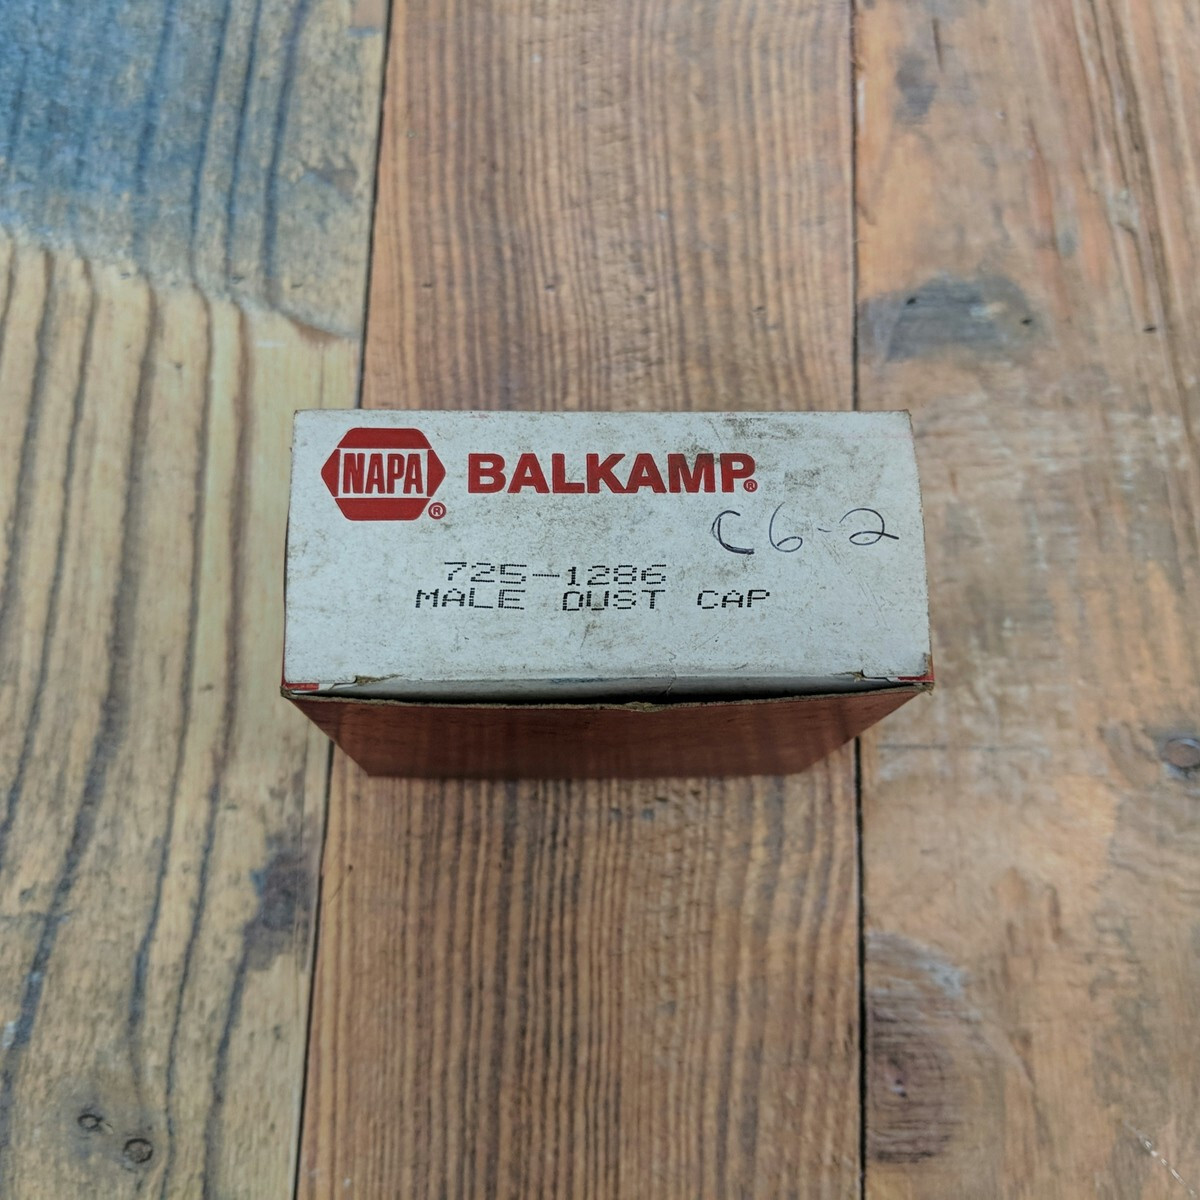 NAPA® BALKAMP®
C6-2
725-1286
MALE DUST CAP